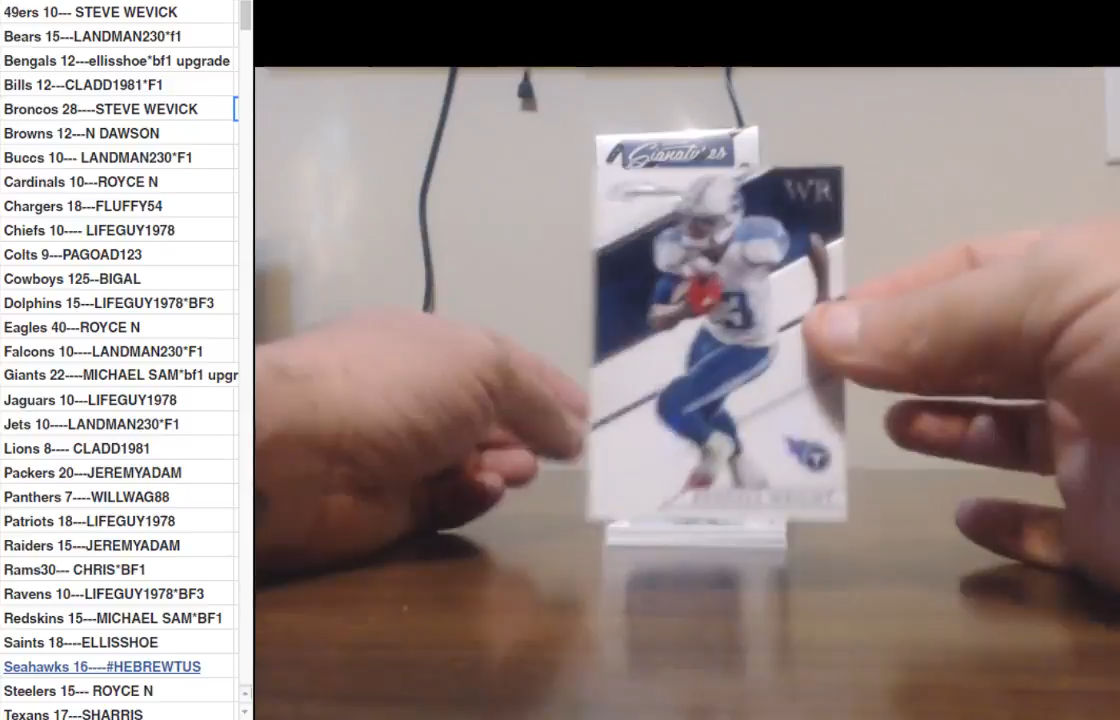 49ers 10--- STEVE WEVICK
Bears 15---LANDMAN230*f1
Bengals 12---ellisshoe*bf1 upgrade
Bills 12---CLADD1981*F1
Broncos 28----STEVE WEVICK
Browns 12---N DAWSON
Buccs 10--- LANDMAN230*F1
Cardinals 10---ROYCE N
Chargers 18---FLUFFY54
Chiefs 10---- LIFEGUY1978
Colts 9---PAGOAD123
Cowboys 125--BIGAL
Dolphins 15---LIFEGUY1978*BF3
Eagles 40---ROYCE N
Falcons 10----LANDMAN230*F1
Giants 22----MICHAEL SAM*bf1 upgr
Jaguars 10---LIFEGUY1978
Jets 10----LANDMAN230*F1
Lions 8---- CLADD1981
Packers 20---JEREMYADAM
Panthers 7----WILLWAG88
Patriots 18----LIFEGUY1978
Raiders 15---JEREMYADAM
Rams30--- CHRIS*BF1
Ravens 10---LIFEGUY1978*BF3
Redskins 15---MICHAEL SAM*BF1
Saints 18----ELLISSHOE
Seahawks 16----#HEBREWTUS
Steelers 15--- ROYCE N
Texans 17---SHARRIS
Signatures
WR